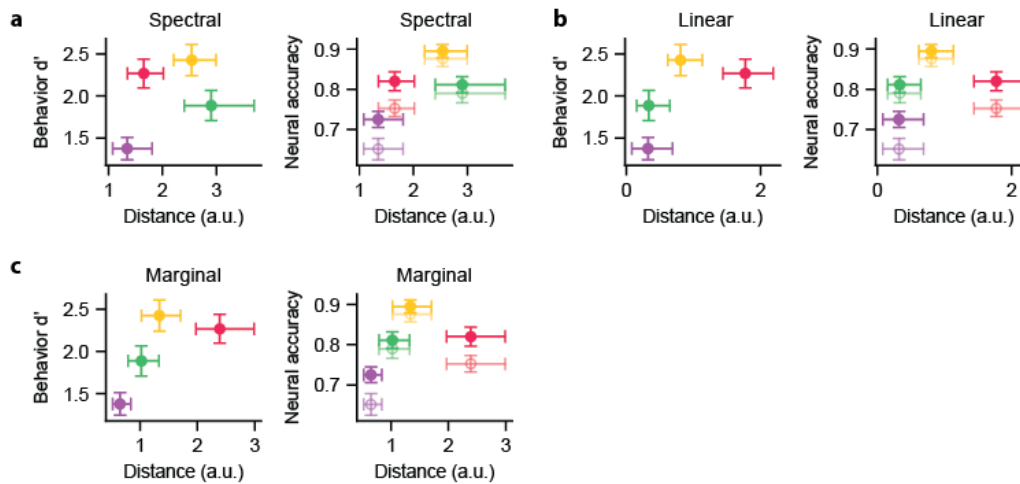 a
Spectral
Behavior d'
2.5
2.0
1.5
1
2
3
Distance (a.u.)
Spectral
Neural accuracy
0.9
0.8
0.7
1
2
3
Distance (a.u.)
b
Linear
Behavior d'
2.5
2.0
1.5
0
2
Distance (a.u.)
Linear
Neural accuracy
0.9
0.7
0
2
Distance (a.u.)
c
Marginal
Behavior d'
2.5
2.0
1.5
1
2
3
Distance (a.u.)
Marginal
Neural accuracy
0.9
0.8
0.7
1
2
3
Distance (a.u.)